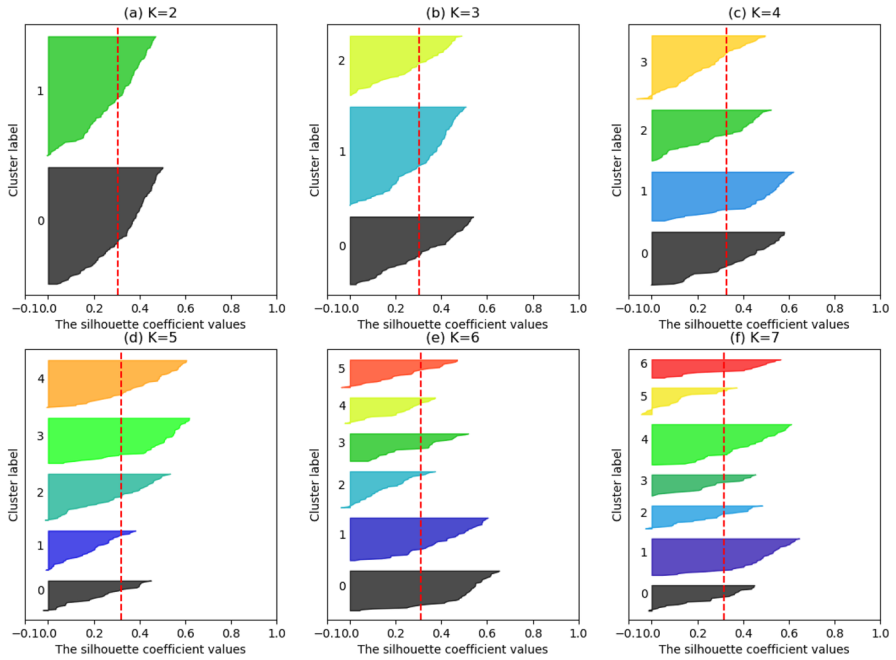 (a) K=2
(b) K=3
(c) K=4
Cluster label
1
0
Cluster label
2
1
0
Cluster label
3
2
1
0
−0.10.0 0.2 0.4 0.6 0.8 1.0
−0.10.0 0.2 0.4 0.6 0.8 1.0
−0.10.0 0.2 0.4 0.6 0.8 1.0
The silhouette coefficient values
The silhouette coefficient values
The silhouette coefficient values
(d) K=5
(e) K=6
(f) K=7
Cluster label
4
3
2
1
0
Cluster label
5
4
3
2
1
0
Cluster label
6
5
4
3
2
1
0
−0.10.0 0.2 0.4 0.6 0.8 1.0
−0.10.0 0.2 0.4 0.6 0.8 1.0
−0.10.0 0.2 0.4 0.6 0.8 1.0
The silhouette coefficient values
The silhouette coefficient values
The silhouette coefficient values